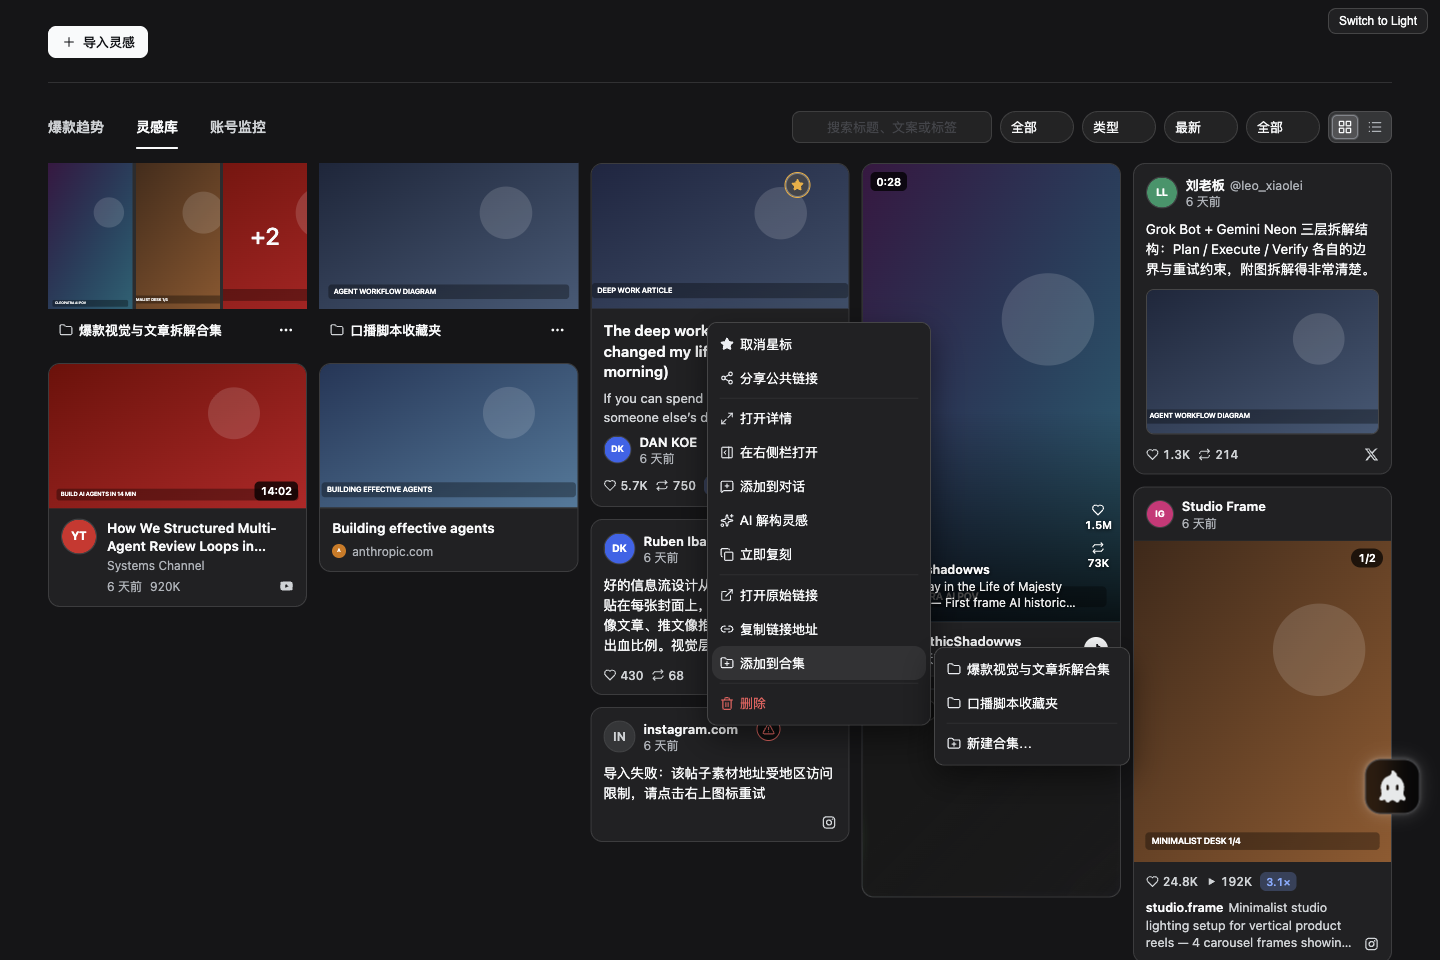 Switch to Light
导入灵感
爆款趋势
灵感库
账号监控
搜索标题、文案或标签
全部
类型
最新
全部
CLEOPATRA AI POV
MALIST DESK 1/3
+2
爆款视觉与文章拆解合集
AGENT WORKFLOW DIAGRAM
口播脚本收藏夹
BUILD AI AGENTS IN 14 MIN
14:02
YT
How We Structured Multi-
Agent Review Loops in...
Systems Channel
6 天前 920K
BUILDING EFFECTIVE AGENTS
Building effective agents
anthropic.com
DEEP WORK ARTICLE
The deep work
changed my lif
morning)
If you can spend
someone else's d
DK
DAN KOE
6 天前
5.7K 750
DK
Ruben Iba
6 天前
好的信息流设计从
贴在每张封面上，
像文章、推文像推
出血比例。视觉层
430 68
IN
instagram.com
6 天前
导入失败：该帖子素材地址受地区访问
限制，请点击右上图标重试
取消星标
分享公共链接
打开详情
在右侧栏打开
添加到对话
AI 解构灵感
立即复刻
打开原始链接
复制链接地址
添加到合集
删除
爆款视觉与文章拆解合集
口播脚本收藏夹
新建合集...
0:28
1.5M
73K
shadowws
ay in the Life of Majesty
— First frame AI historic...
RA AI POV
thicShadowws
LL
刘老板 @leo_xiaolei
6 天前
Grok Bot + Gemini Neon 三层拆解结
构：Plan / Execute / Verify 各自的边
界与重试约束，附图拆解得非常清楚。
AGENT WORKFLOW DIAGRAM
1.3K 214
IG
Studio Frame
6 天前
1/2
MINIMALIST DESK 1/4
24.8K 192K 3.1×
studio.frame Minimalist studio
lighting setup for vertical product
reels — 4 carousel frames showin...